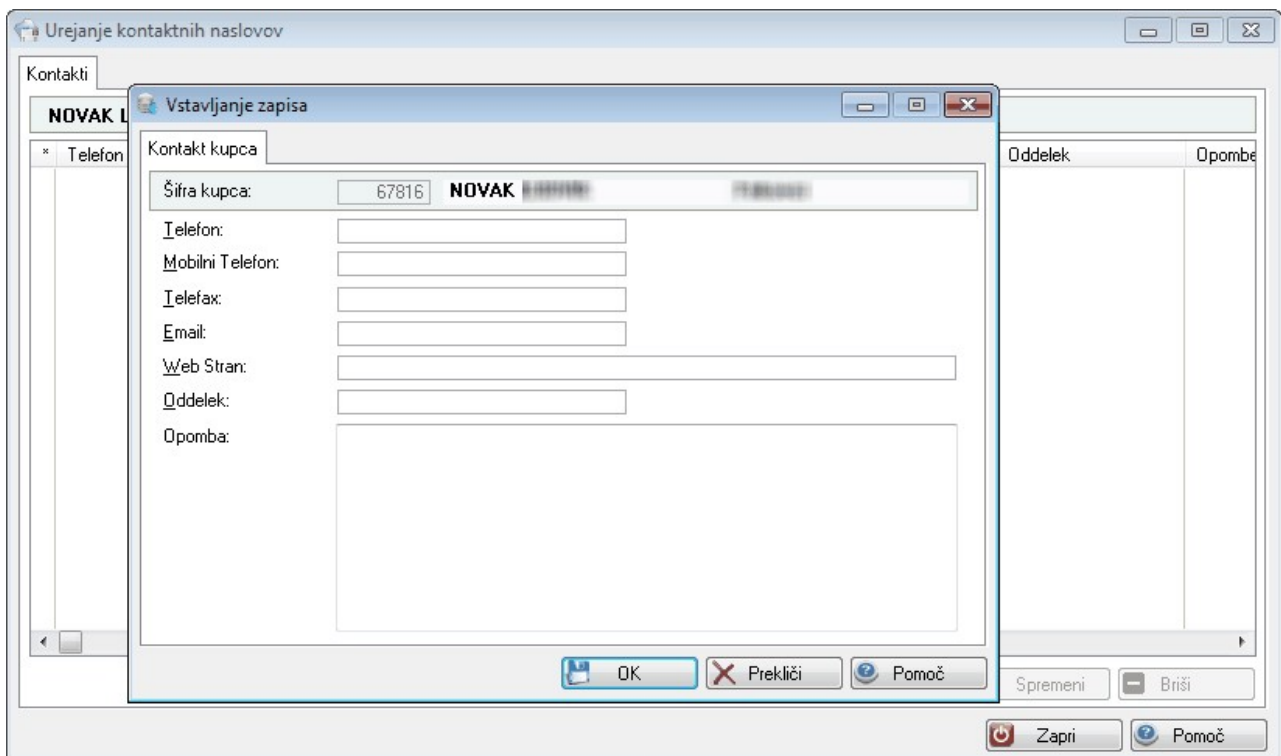 Urejanje kontaktnih naslovov
Kontakti
NOVAK L
* Telefon Oddelek Opombe
Vstavljanje zapisa
Kontakt kupca
Šifra kupca: 67816 NOVAK
Telefon:
Mobilni Telefon:
Telefax:
Email:
Web Stran:
Oddelek:
Opomba:
OK Prekliči Pomoč
Spremeni Briši
Zapri Pomoč